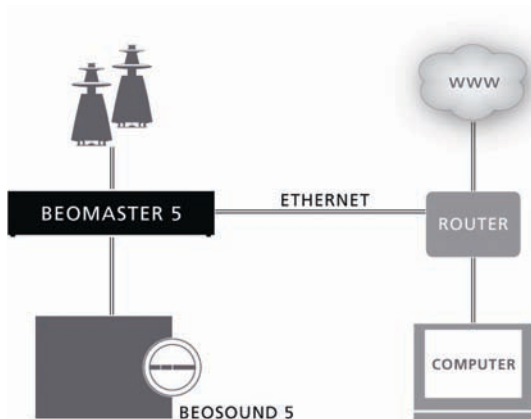 WWW
BEOMASTER 5
ETHERNET
ROUTER
COMPUTER
BEOSOUND 5